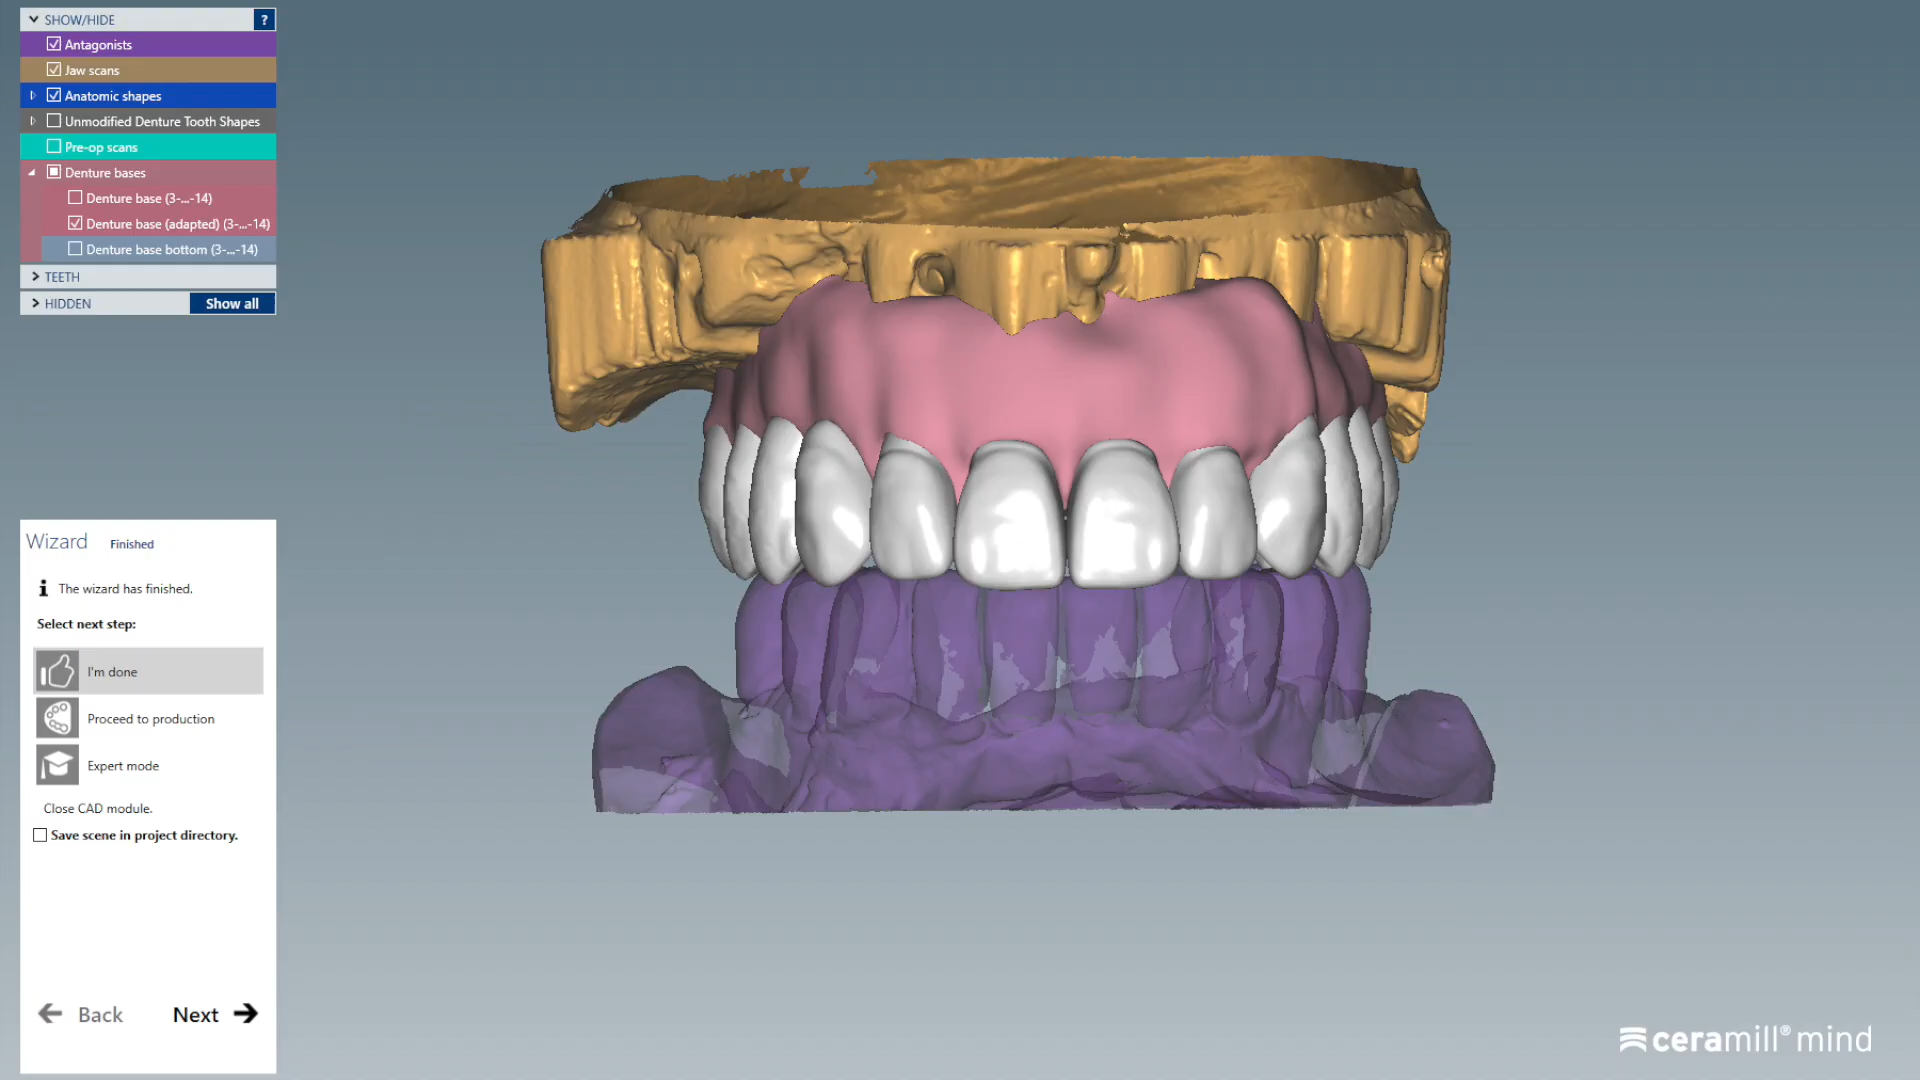 SHOW/HIDE ?
Antagonists
Jaw scans
Anatomic shapes
Unmodified Denture Tooth Shapes
Pre-op scans
Denture bases
Denture base (3-...-14)
Denture base (adapted) (3-...-14)
Denture base bottom (3-...-14)
TEETH
HIDDEN Show all
Wizard Finished
The wizard has finished.
Select next step:
I'm done
Proceed to production
Expert mode
Close CAD module.
Save scene in project directory.
Back Next
ceramill® mind